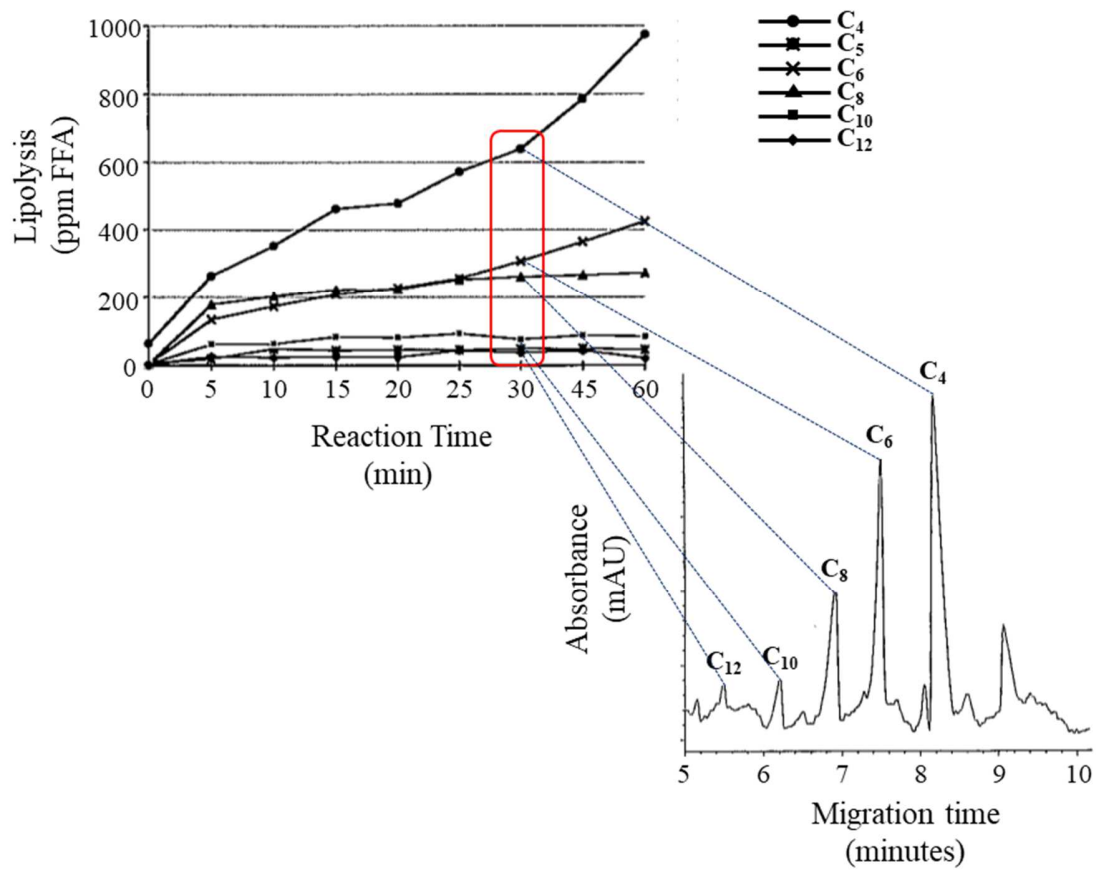 1000
800
600
400
200
0
Lipolysis
(ppm FFA)
0 5 10 15 20 25 30 45 60
Reaction Time
(min)
C₄
C₅
C₆
C₈
C₁₀
C₁₂
Absorbance
(mAU)
C₁₂
C₁₀
C₈
C₆
C₄
5 6 7 8 9 10
Migration time
(minutes)